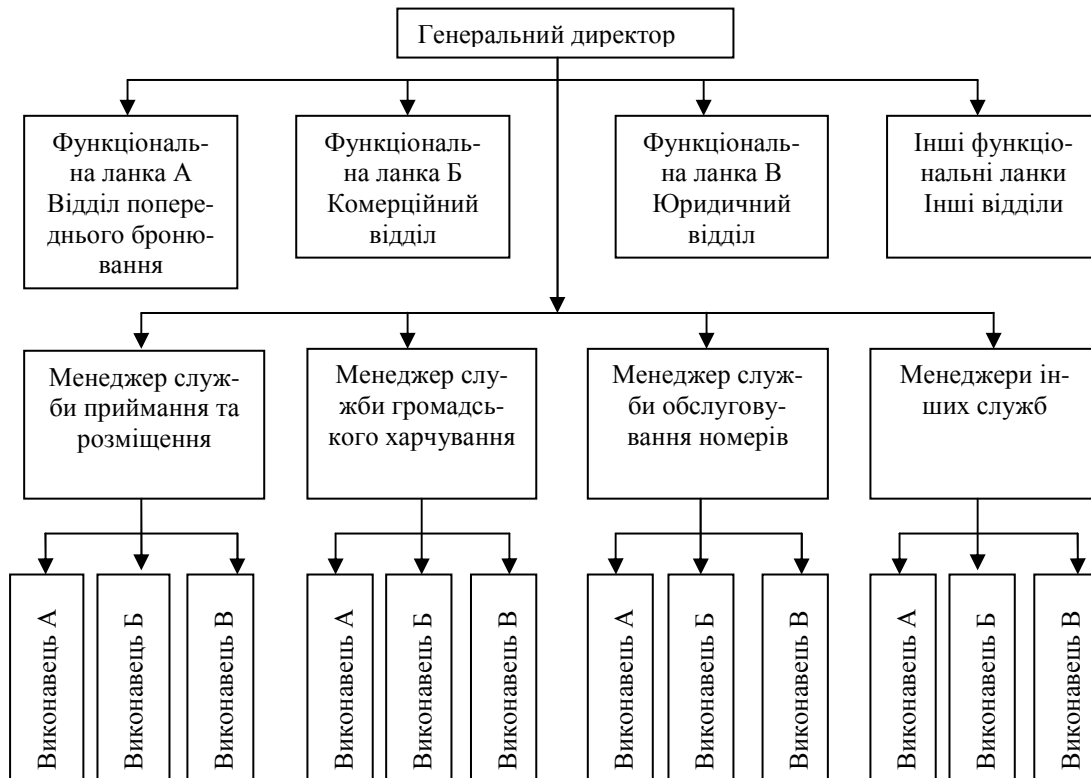 Генеральний директор
Функціональ-
на ланка А
Відділ попере-
днього броню-
вання
Функціональ-
на ланка Б
Комерційний
відділ
Функціональ-
на ланка В
Юридичний
відділ
Інші функціо-
нальні ланки
Інші відділи
Менеджер служ-
би приймання та
розміщення
Менеджер слу-
жби громадсь-
кого харчування
Менеджер служ-
би обслугову-
вання номерів
Менеджери ін-
ших служб
Виконавець А
Виконавець Б
Виконавець В
Виконавець А
Виконавець Б
Виконавець В
Виконавець А
Виконавець Б
Виконавець В
Виконавець А
Виконавець Б
Виконавець В